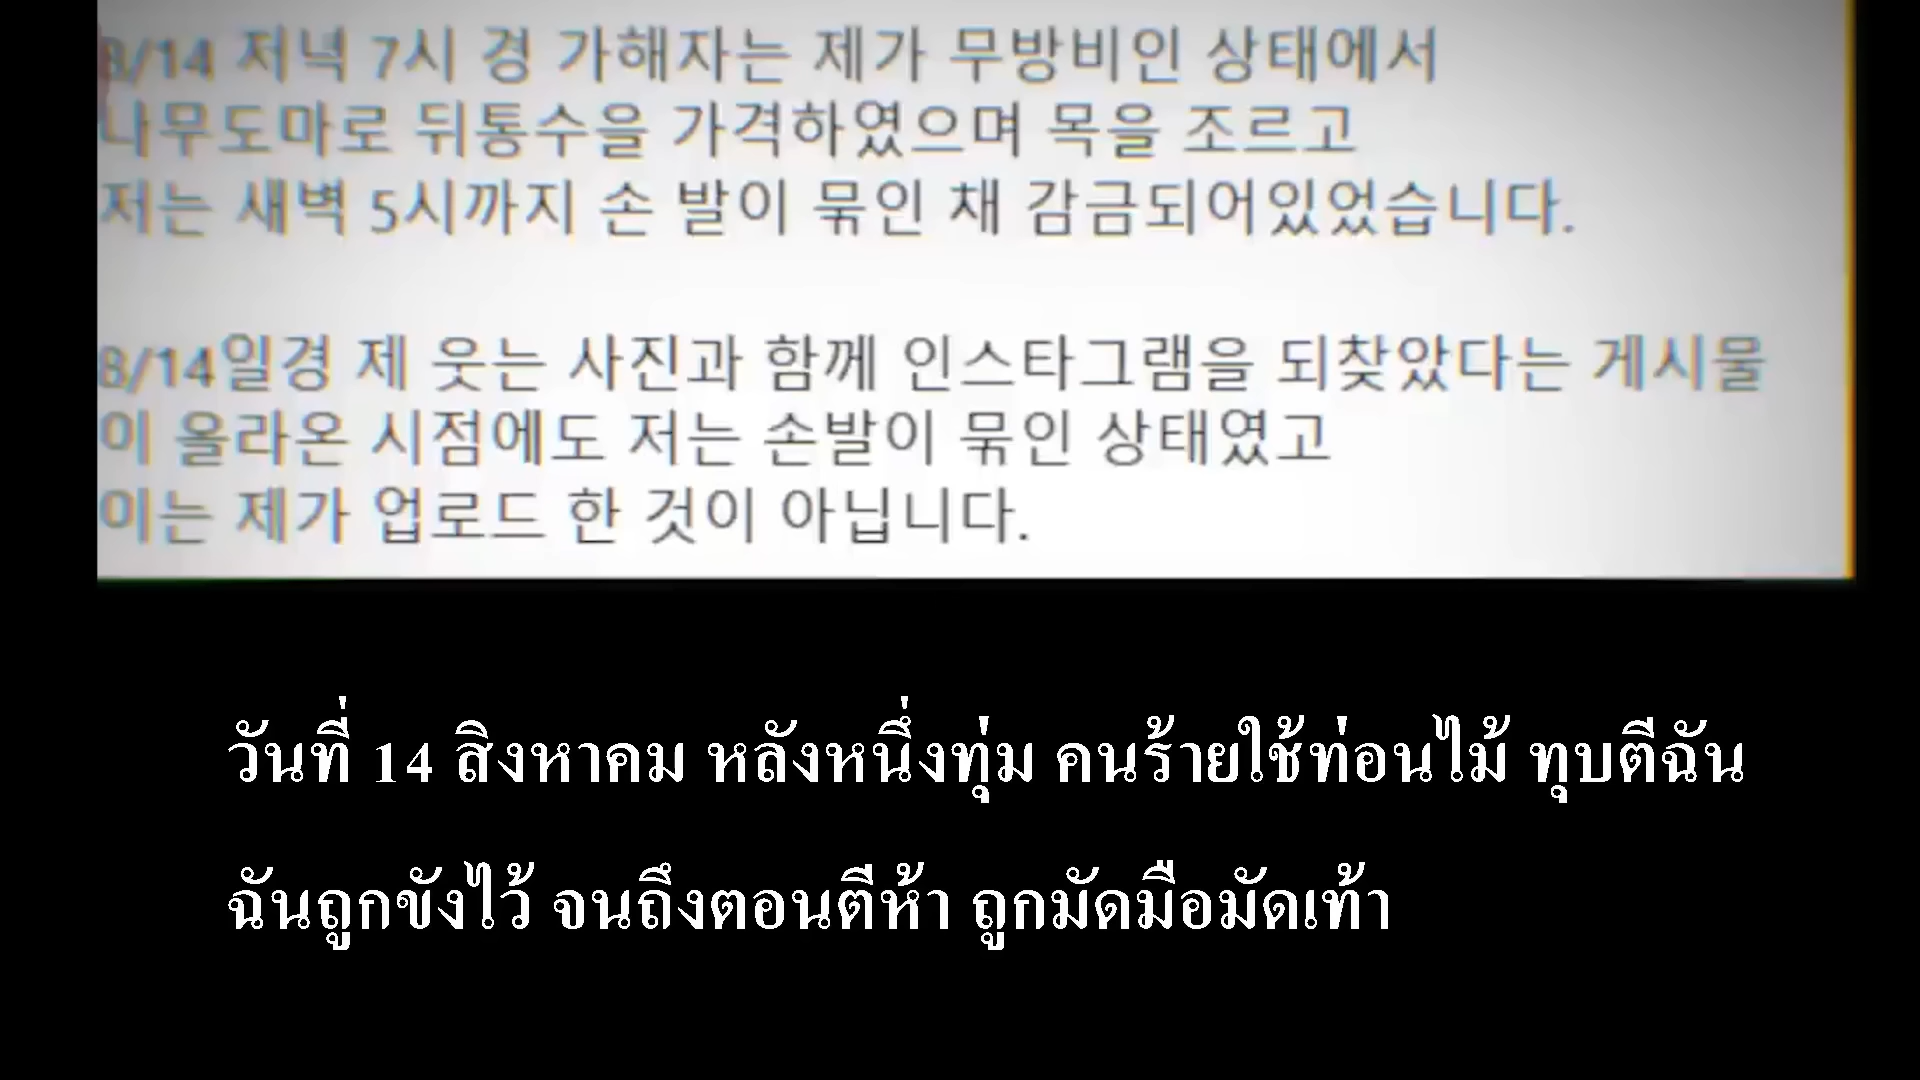 8/14 저녁 7시 경 가해자는 제가 무방비인 상태에서
나무도마로 뒤통수을 가격하였으며 목을 조르고
저는 새벽 5시까지 손 발이 묶인 채 감금되어있었습니다.
8/14일경 제 웃는 사진과 함께 인스타그램을 되찾았다는 게시물
이 올라온 시점에도 저는 손발이 묶인 상태였고
이는 제가 업로드 한 것이 아닙니다.
วันที่ 14 สิงหาคม หลังหนึ่งทุ่ม คนร้ายใช้ท่อนไม้ ทุบตีฉัน
ฉันถูกขังไว้ จนถึงตอนตีห้า ถูกมัดมือมัดเท้า